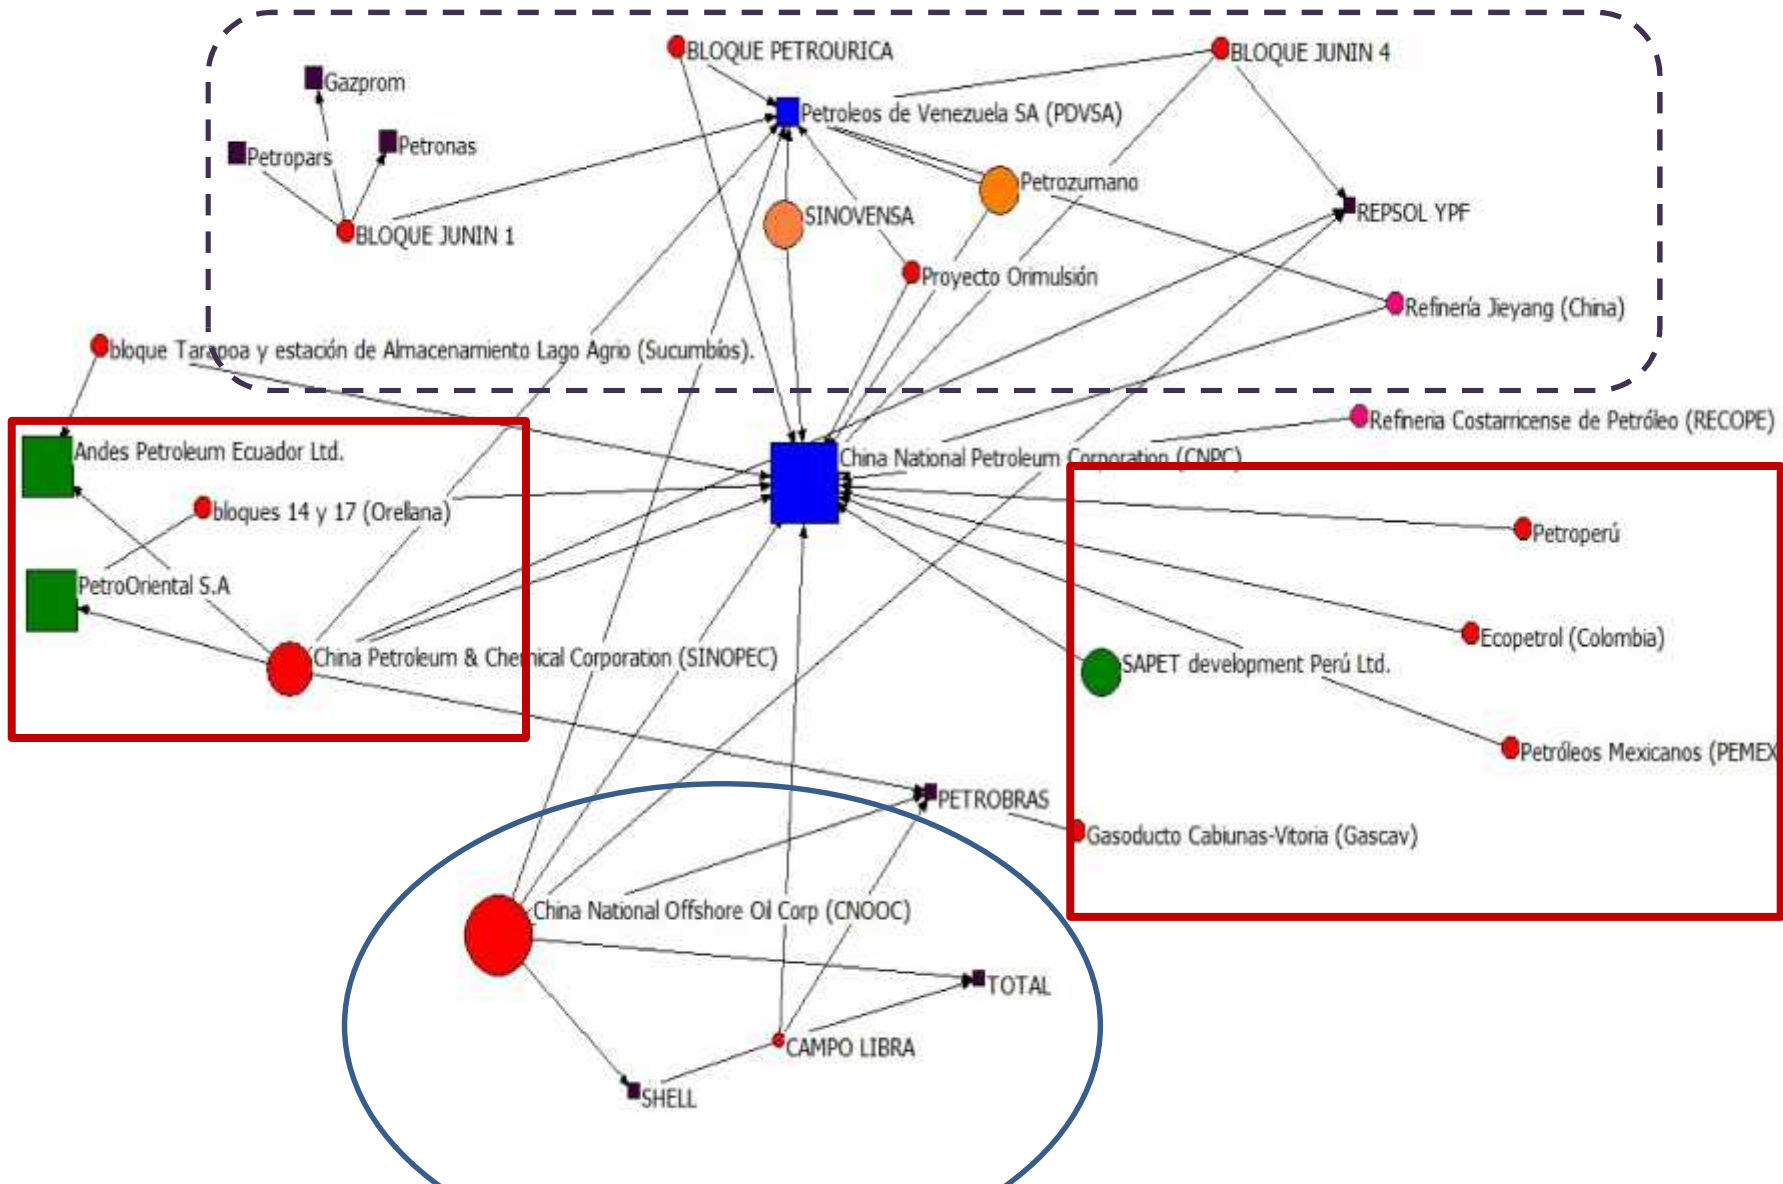 BLOQUE PETROURICA
BLOQUE JUNIN 4
Gazprom
Petroleos de Venezuela SA (PDVSA)
Petronas
Petropars
Petrozumano
SINOVENSA
REPSOL YPF
BLOQUE JUNIN 1
Proyecto Orimulsión
Refinería Jieyang (China)
bloque Tarapoa y estación de Almacenamiento Lago Agrio (Sucumbíos).
Refineria Costarricense de Petróleo (RECOPE)
Andes Petroleum Ecuador Ltd.
China National Petroleum Corporation (CNPC)
bloques 14 y 17 (Orellana)
Petroperú
PetroOriental S.A
Ecopetrol (Colombia)
China Petroleum & Chemical Corporation (SINOPEC)
SAPET development Perú Ltd.
Petróleos Mexicanos (PEMEX
PETROBRAS
Gasoducto Cabiunas-Vitoria (Gascav)
China National Offshore Oil Corp (CNOOC)
TOTAL
CAMPO LIBRA
SHELL